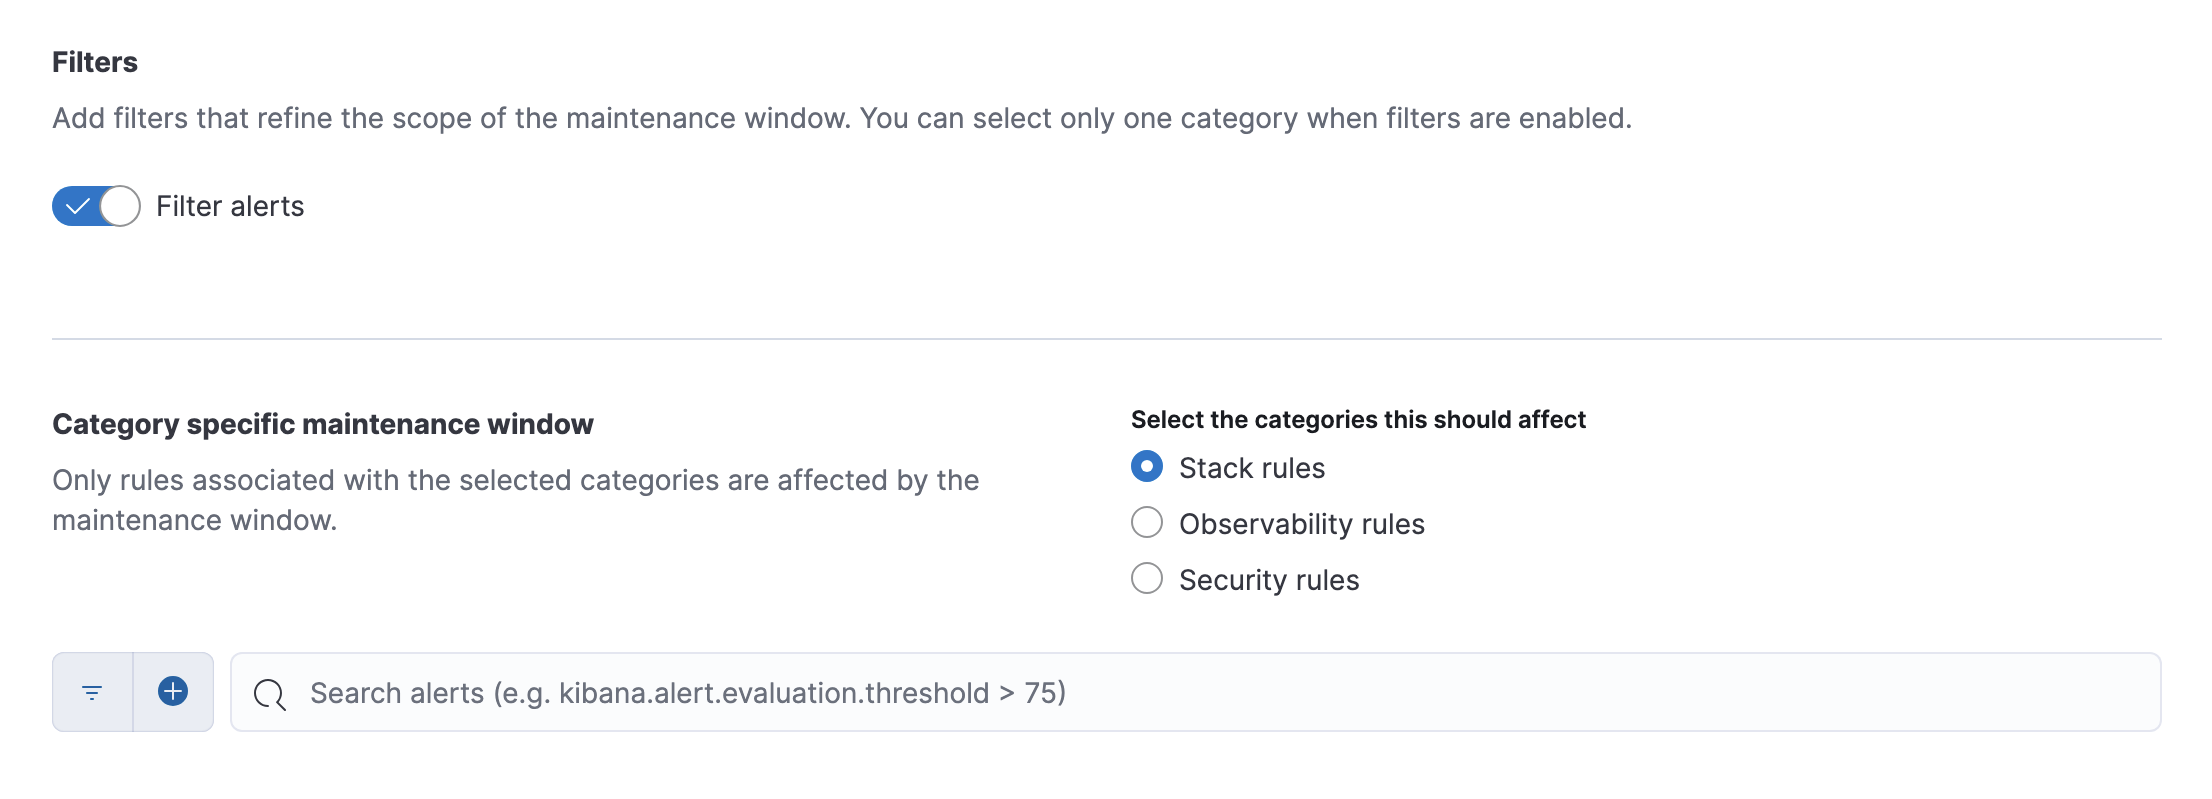 Filters
Add filters that refine the scope of the maintenance window. You can select only one category when filters are enabled.
Filter alerts
Category specific maintenance window
Only rules associated with the selected categories are affected by the
maintenance window.
Select the categories this should affect
Stack rules
Observability rules
Security rules
Search alerts (e.g. kibana.alert.evaluation.threshold > 75)